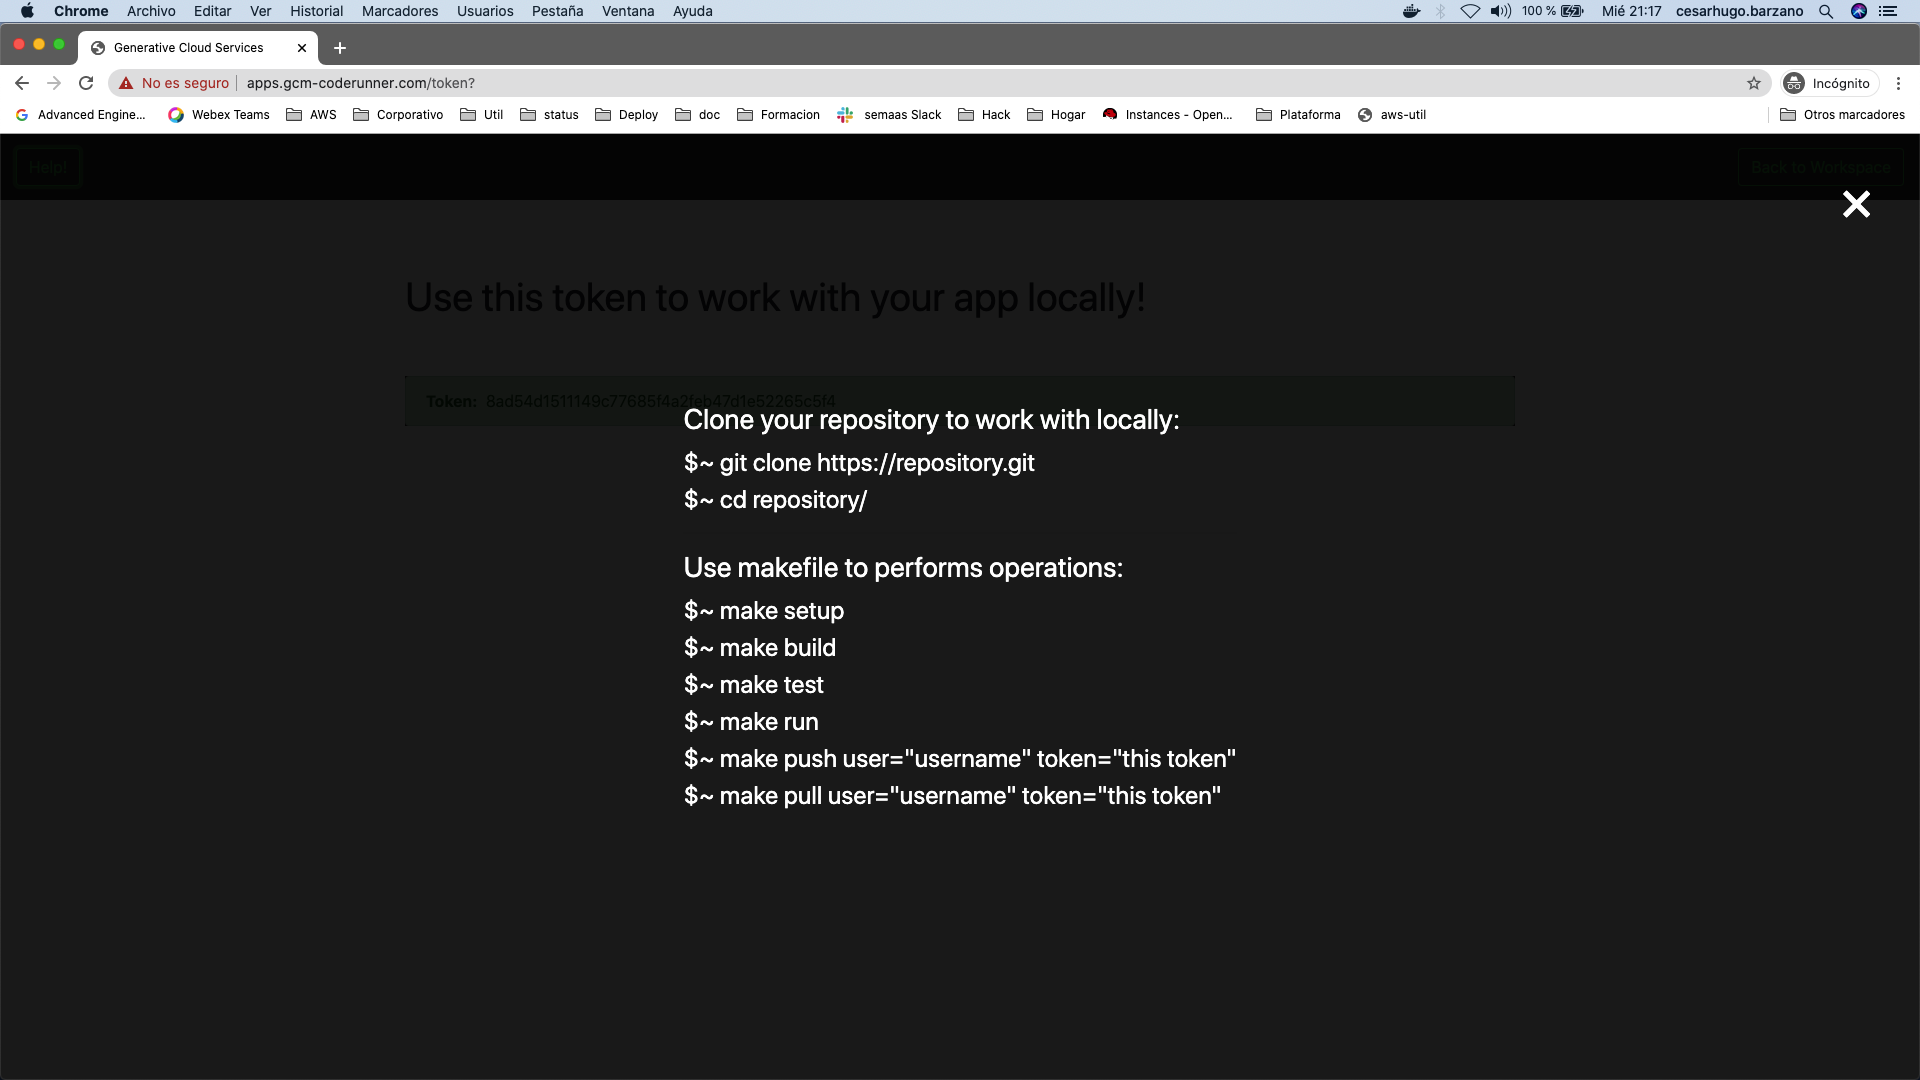 Chrome Archivo Editar Ver Historial Marcadores Usuarios Pestaña Ventana Ayuda 100 % Mié 21:17 cesarhugo.barzano
Generative Cloud Services
No es seguro apps.gcm-coderunner.com/token? Incógnito
Advanced Engine... Webex Teams AWS Corporativo Util status Deploy doc Formacion semaas Slack Hack Hogar Instances - Open... Plataforma aws-util Otros marcadores
Help! Back to Workspace
Use this token to work with your app locally!
Token: 8ad54d1511149c77685f4a2feb47d1e52265c5f4
Clone your repository to work with locally:
$~ git clone https://repository.git
$~ cd repository/
Use makefile to performs operations:
$~ make setup
$~ make build
$~ make test
$~ make run
$~ make push user="username" token="this token"
$~ make pull user="username" token="this token"